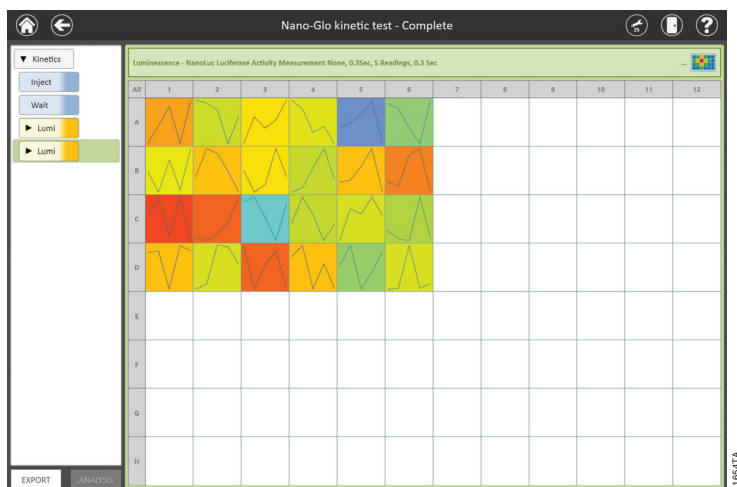 Nano-Glo kinetic test - Complete
25
?
Kinetics
Inject
Wait
Lumi
Lumi
EXPORT
ANALYSIS
Luminescence - NanoLuc Luciferase Activity Measurement None, 0.3Sec, 5 Readings, 0.3 Sec
...
All 1 2 3 4 5 6 7 8 9 10 11 12
A
B
C
D
E
F
G
H